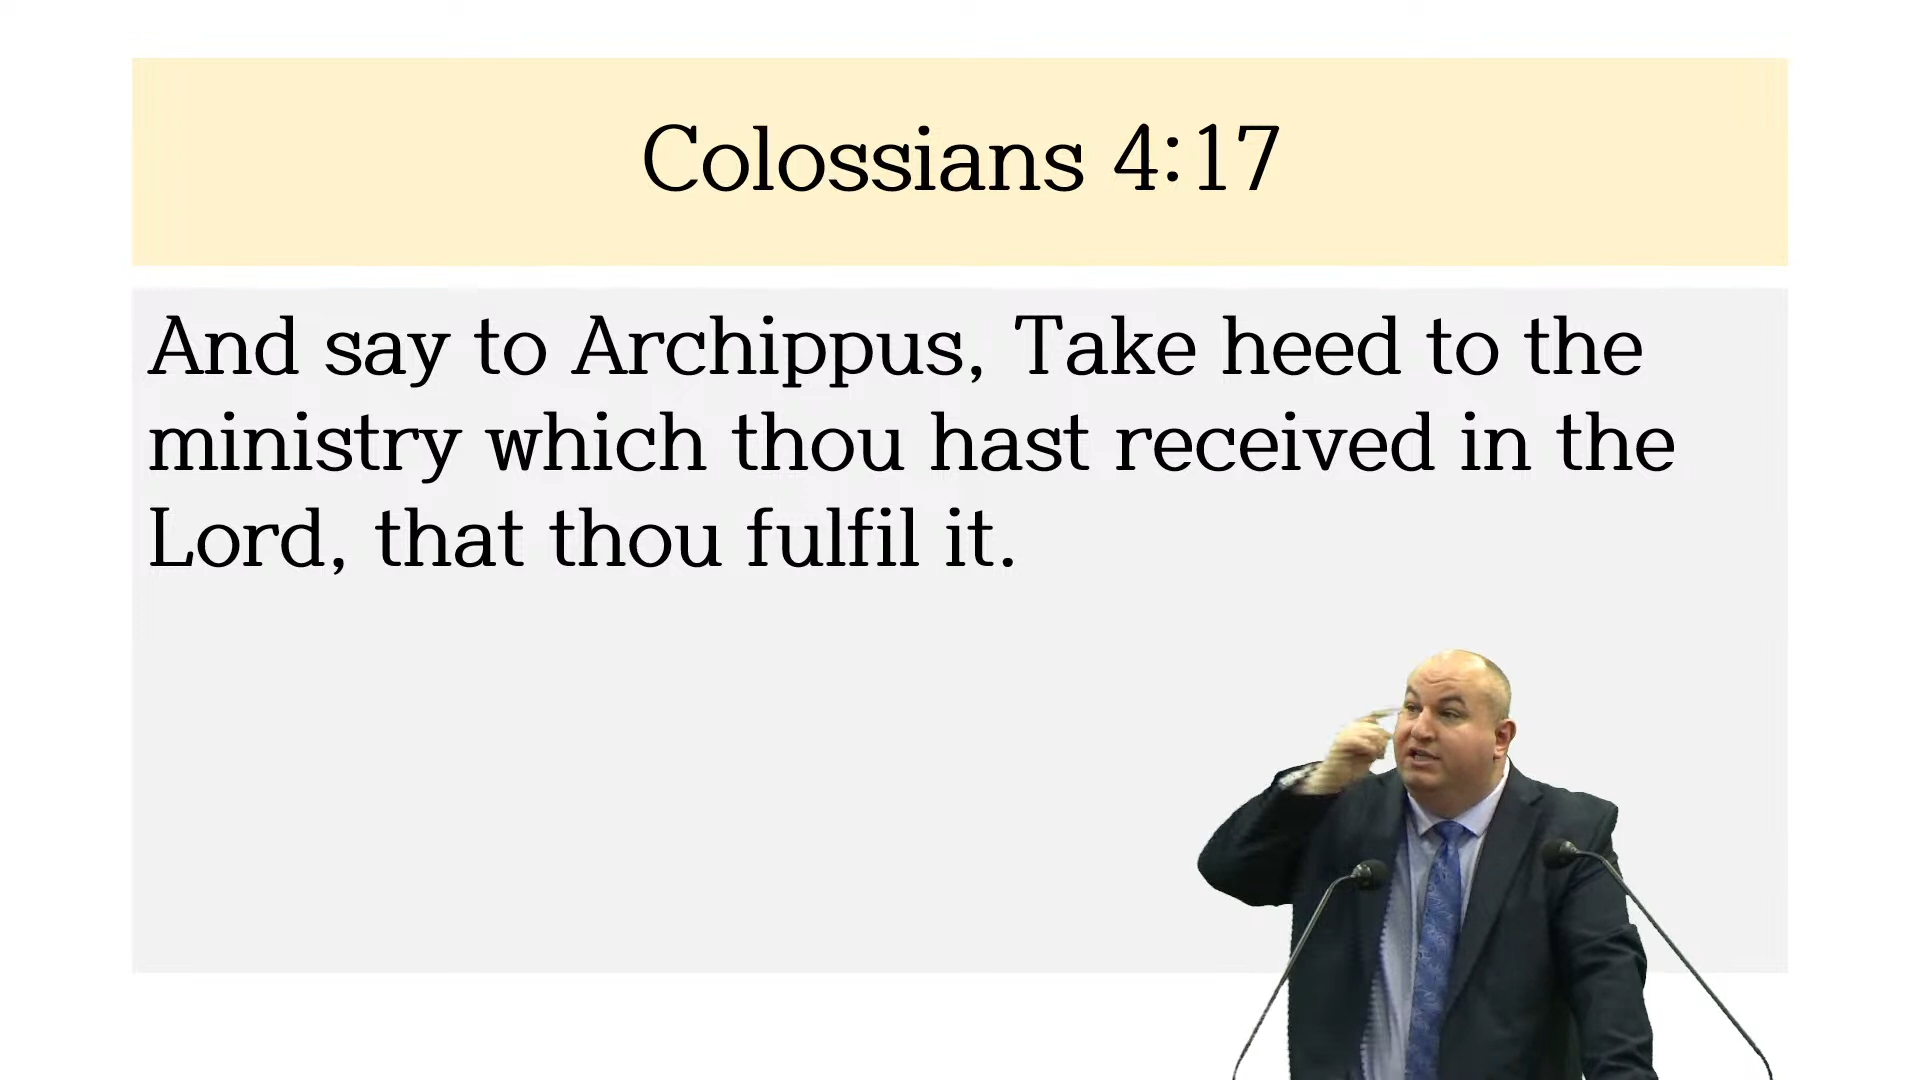 Colossians 4:17
And say to Archippus, Take heed to the
ministry which thou hast received in the
Lord, that thou fulfil it.